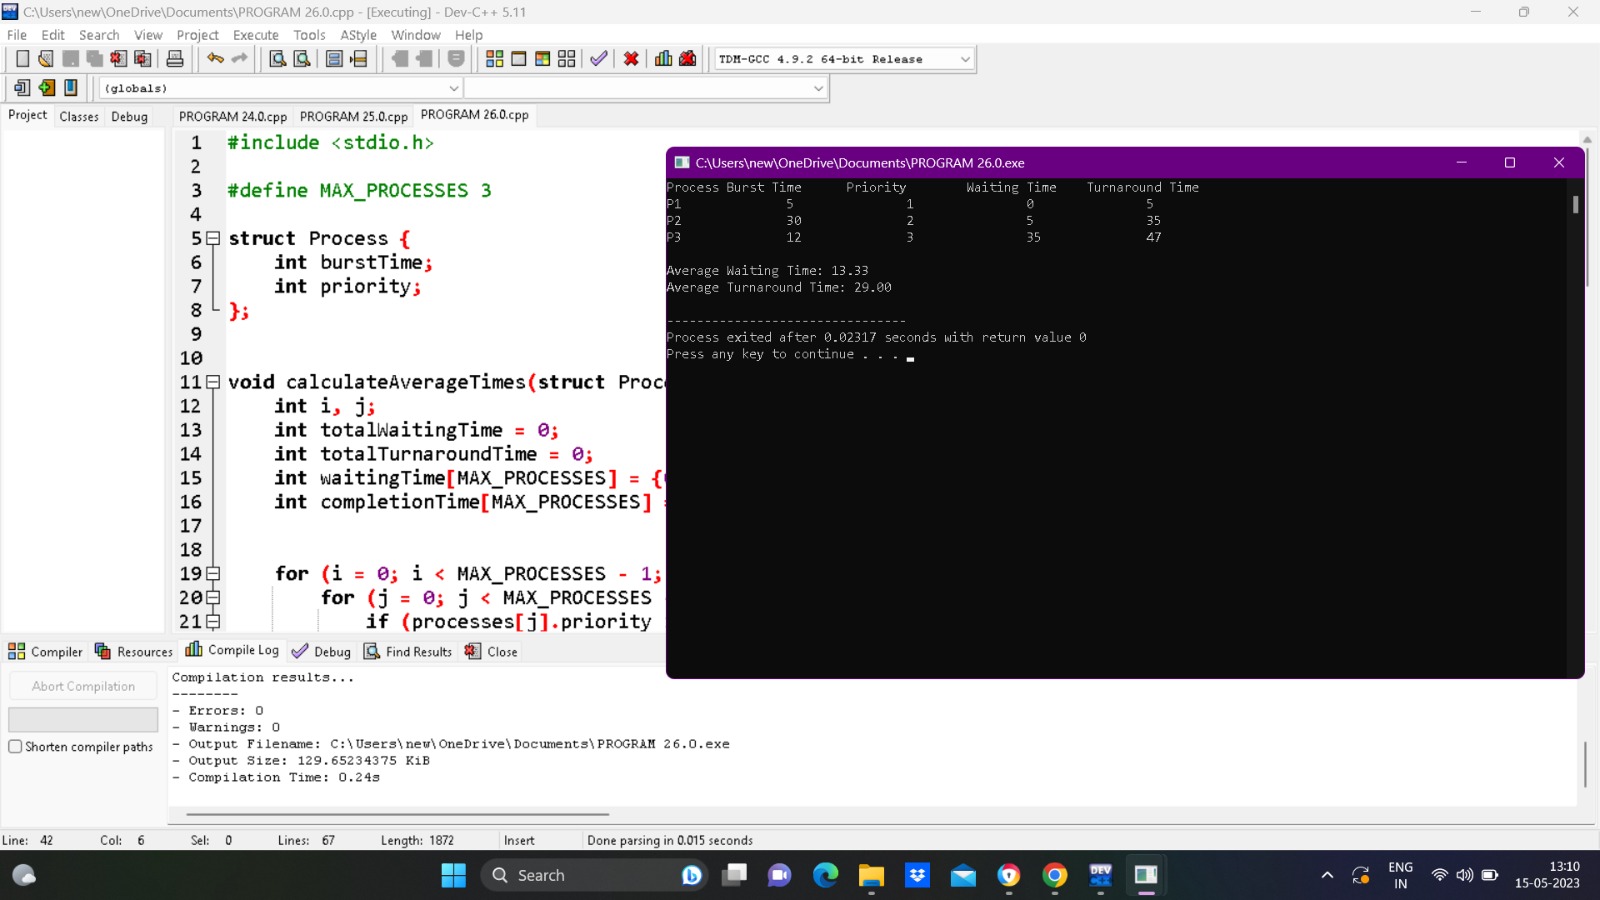 C:\Users\new\OneDrive\Documents\PROGRAM 26.0.cpp - [Executing] - Dev-C++ 5.11
File Edit Search View Project Execute Tools AStyle Window Help
TDM-GCC 4.9.2 64-bit Release
(globals)
Project Classes Debug PROGRAM 24.0.cpp PROGRAM 25.0.cpp PROGRAM 26.0.cpp
1 #include <stdio.h>
2
3 #define MAX_PROCESSES 3
4
5 struct Process {
6 int burstTime;
7 int priority;
8 };
9
10
11 void calculateAverageTimes(struct Proc
12 int i, j;
13 int totalWaitingTime = 0;
14 int totalTurnaroundTime = 0;
15 int waitingTime[MAX_PROCESSES] = {
16 int completionTime[MAX_PROCESSES] =
17
18
19 for (i = 0; i < MAX_PROCESSES - 1;
20 for (j = 0; j < MAX_PROCESSES
21 if (processes[j].priority
C:\Users\new\OneDrive\Documents\PROGRAM 26.0.exe
Process Burst Time Priority Waiting Time Turnaround Time
P1 5 1 0 5
P2 30 2 5 35
P3 12 3 35 47
Average Waiting Time: 13.33
Average Turnaround Time: 29.00
--------------------------------
Process exited after 0.02317 seconds with return value 0
Press any key to continue . . .
Compiler Resources Compile Log Debug Find Results Close
Abort Compilation
Shorten compiler paths
Compilation results...
--------
- Errors: 0
- Warnings: 0
- Output Filename: C:\Users\new\OneDrive\Documents\PROGRAM 26.0.exe
- Output Size: 129.65234375 KiB
- Compilation Time: 0.24s
Line: 42 Col: 6 Sel: 0 Lines: 67 Length: 1872 Insert Done parsing in 0.015 seconds
Search
DEV
ENG
IN
13:10
15-05-2023